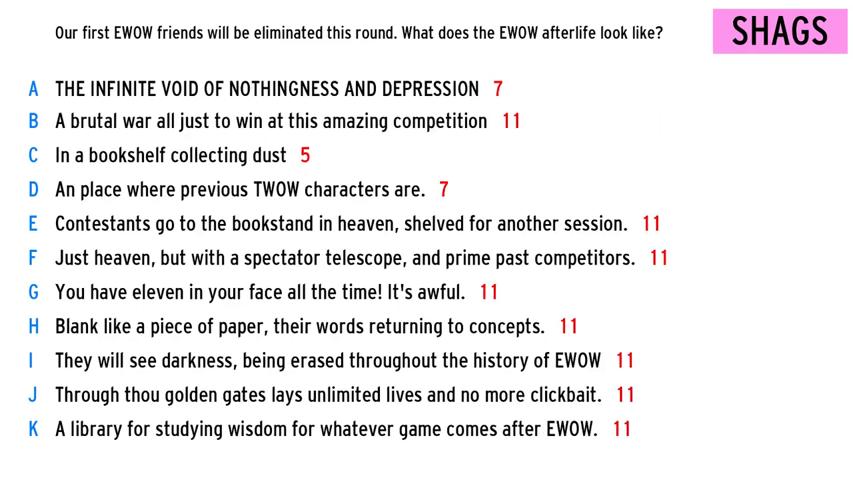 Our first EWOW friends will be eliminated this round. What does the EWOW afterlife look like?
SHAGS
A THE INFINITE VOID OF NOTHINGNESS AND DEPRESSION 7
B A brutal war all just to win at this amazing competition 11
C In a bookshelf collecting dust 5
D An place where previous TWOW characters are. 7
E Contestants go to the bookstand in heaven, shelved for another session. 11
F Just heaven, but with a spectator telescope, and prime past competitors. 11
G You have eleven in your face all the time! It's awful. 11
H Blank like a piece of paper, their words returning to concepts. 11
I They will see darkness, being erased throughout the history of EWOW 11
J Through thou golden gates lays unlimited lives and no more clickbait. 11
K A library for studying wisdom for whatever game comes after EWOW. 11